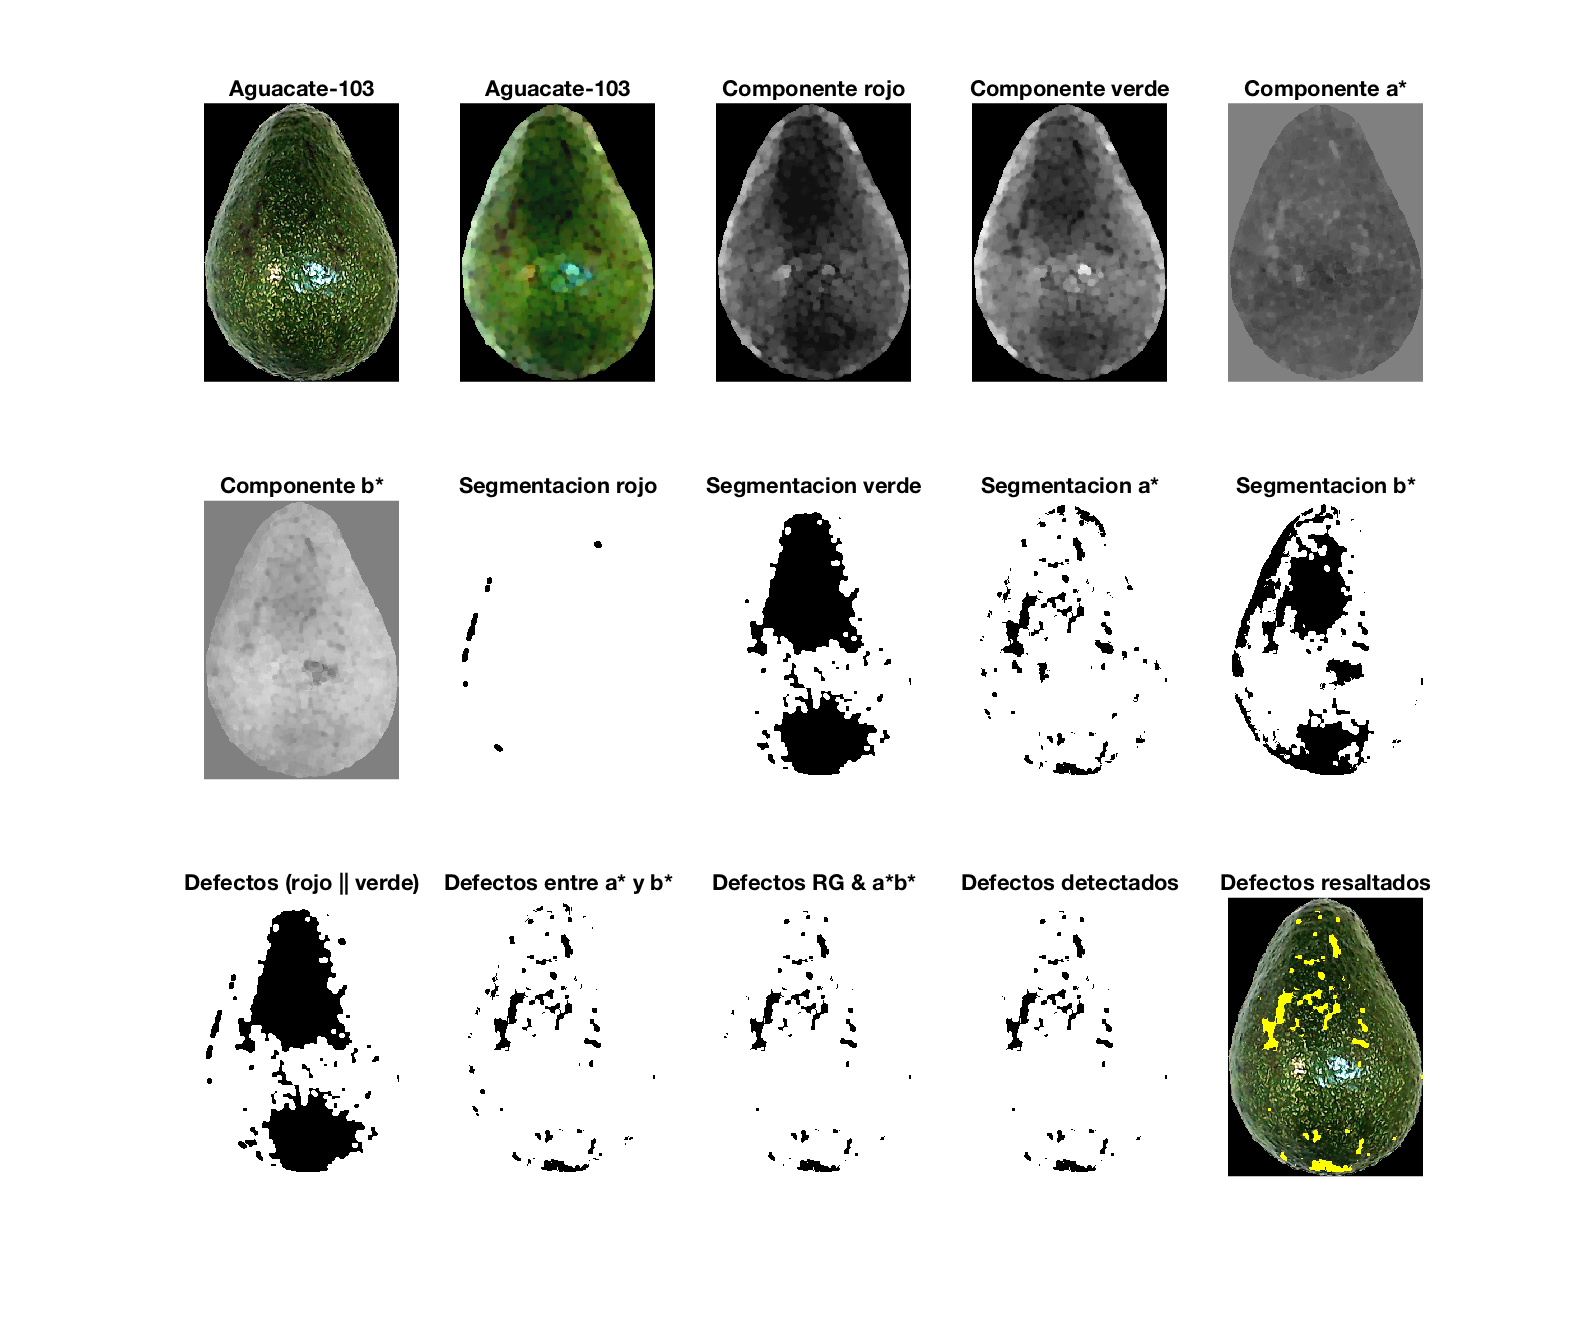 Aguacate-103
Aguacate-103
Componente rojo
Componente verde
Componente a*
Componente b*
Segmentacion rojo
Segmentacion verde
Segmentacion a*
Segmentacion b*
Defectos (rojo || verde)
Defectos entre a* y b*
Defectos RG & a*b*
Defectos detectados
Defectos resaltados